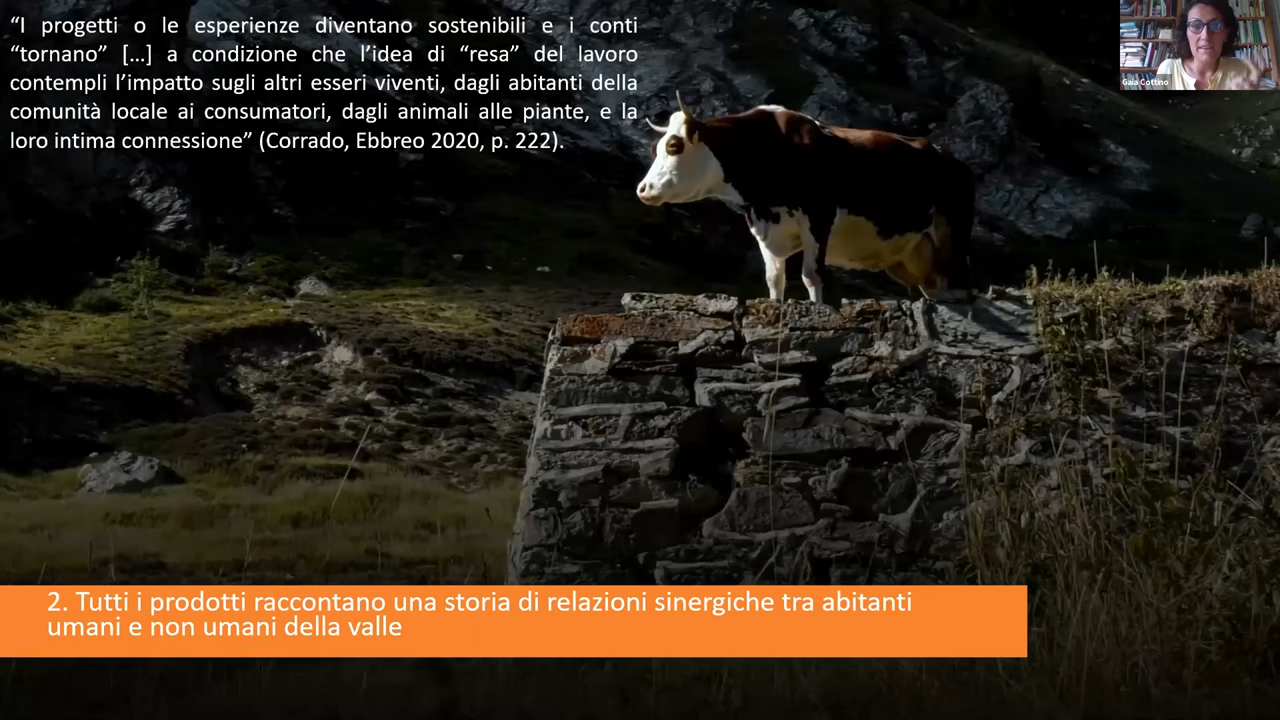 “I progetti o le esperienze diventano sostenibili e i conti
“tornano” […] a condizione che l’idea di “resa” del lavoro
contempli l’impatto sugli altri esseri viventi, dagli abitanti della
comunità locale ai consumatori, dagli animali alle piante, e la
loro intima connessione” (Corrado, Ebbreo 2020, p. 222).
Gaia Cottino
2. Tutti i prodotti raccontano una storia di relazioni sinergiche tra abitanti
umani e non umani della valle